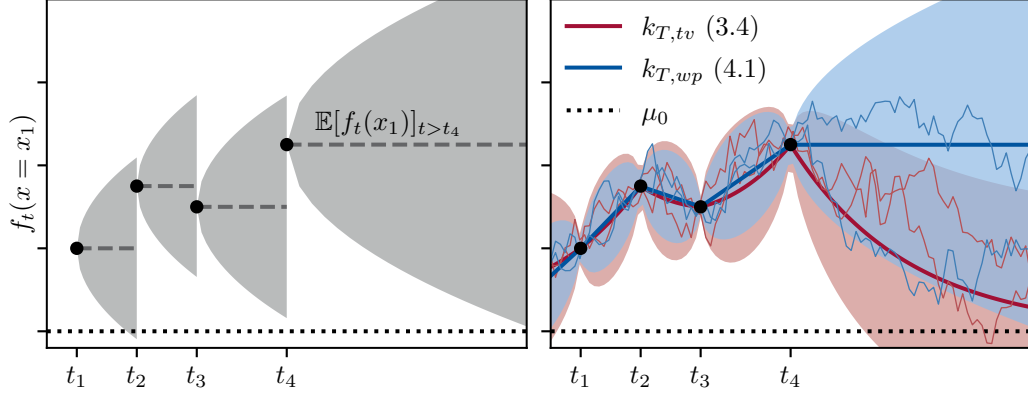 f_t(x = x_1)
𝔼[f_t(x_1)]_{t>t_4}
t_1 t_2 t_3 t_4
k_{T,tv} (3.4)
k_{T,wp} (4.1)
μ_0
t_1 t_2 t_3 t_4